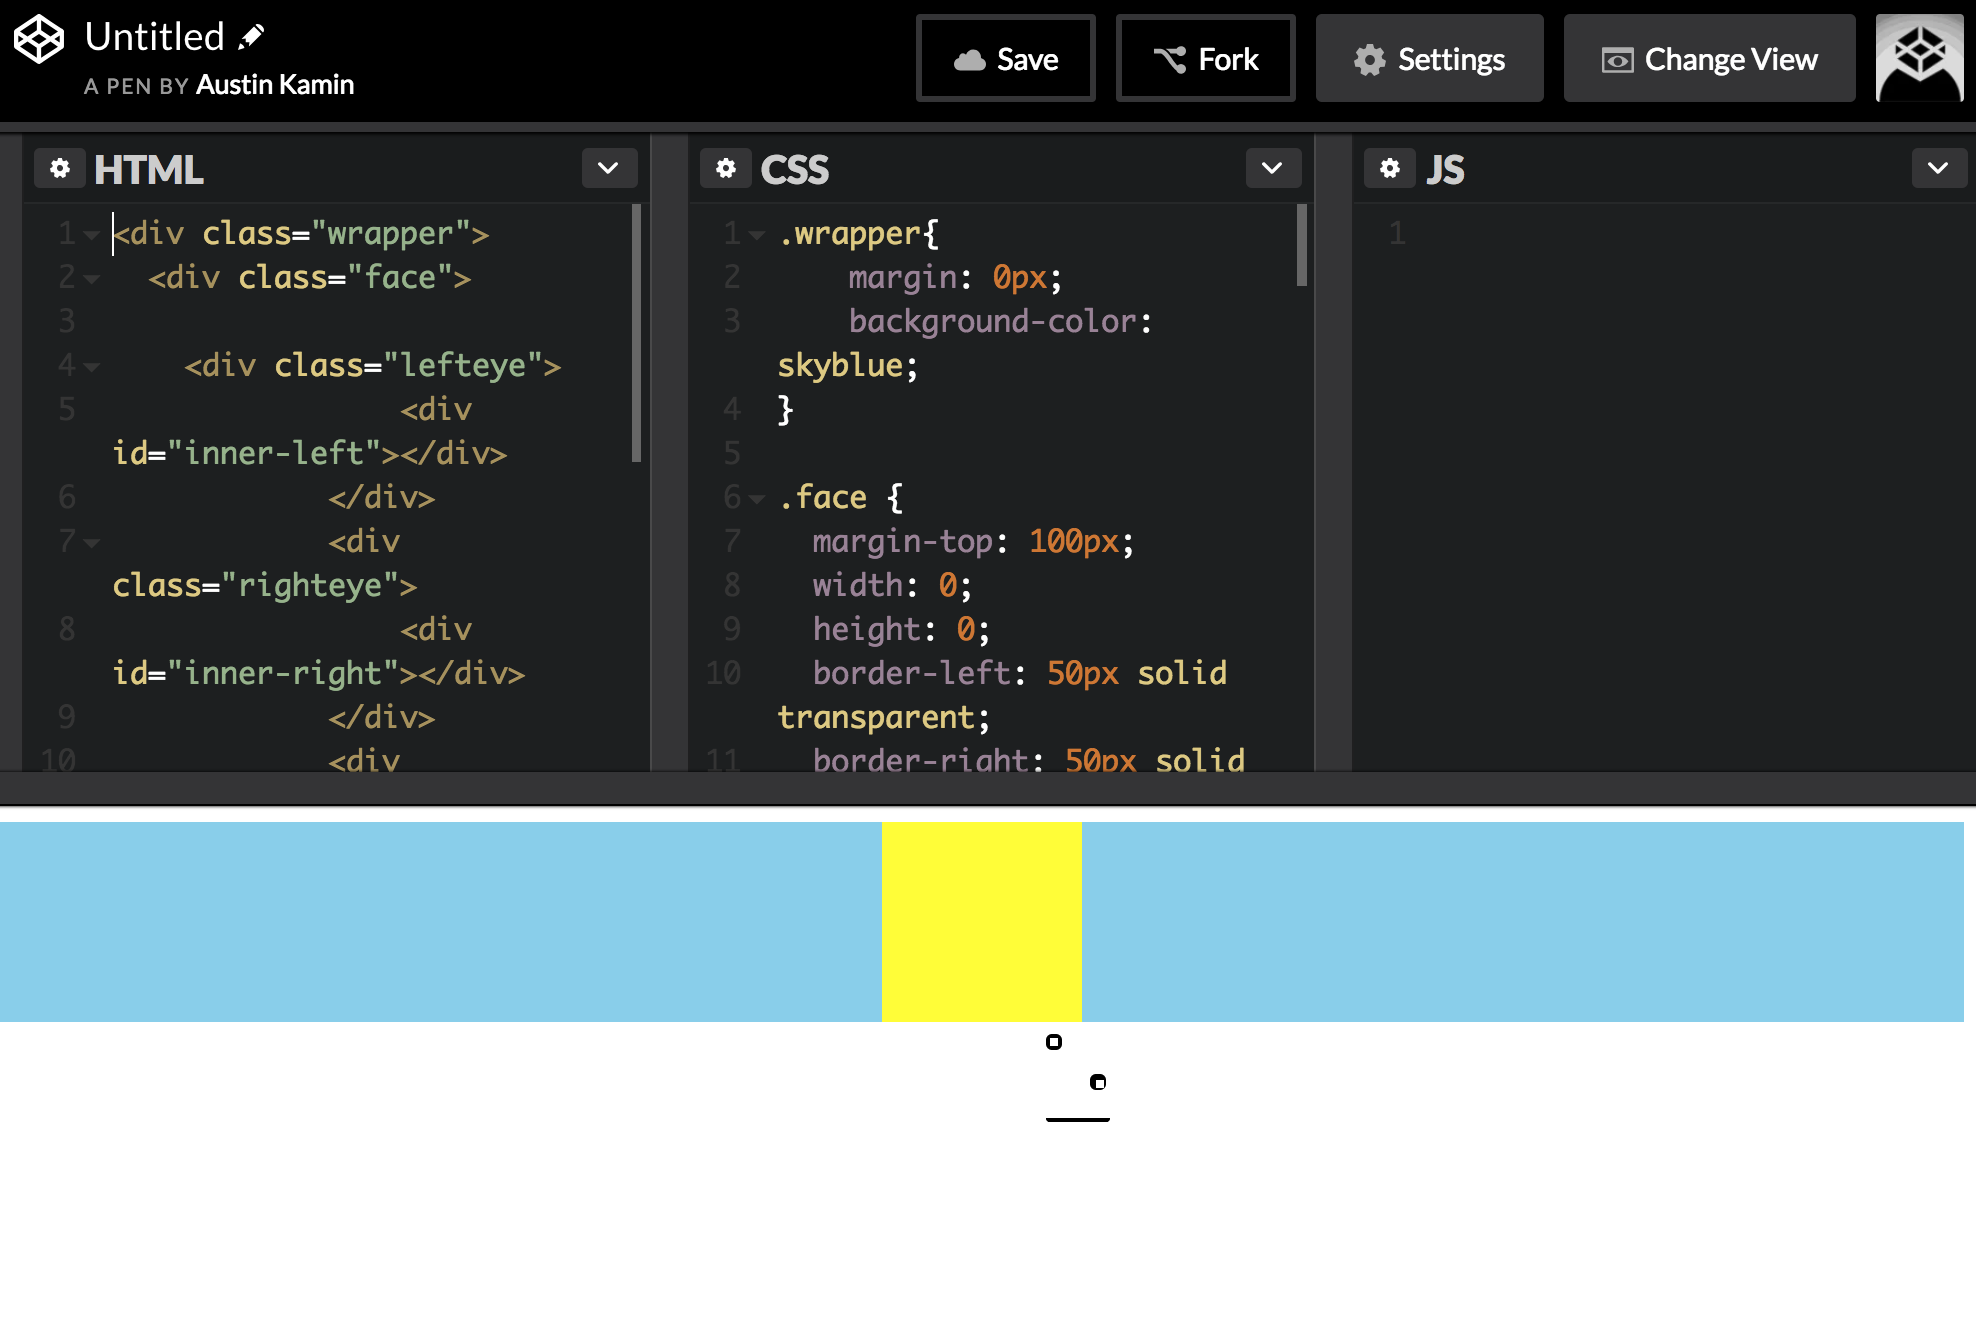 Untitled
A PEN BY Austin Kamin
Save
Fork
Settings
Change View
HTML
1 <div class="wrapper">
2 <div class="face">
3
4 <div class="lefteye">
5 <div
id="inner-left"></div>
6 </div>
7 <div
class="righteye">
8 <div
id="inner-right"></div>
9 </div>
10 <div
CSS
1 .wrapper{
2 margin: 0px;
3 background-color:
skyblue;
4 }
5
6 .face {
7 margin-top: 100px;
8 width: 0;
9 height: 0;
10 border-left: 50px solid
transparent;
11 border-right: 50px solid
JS
1